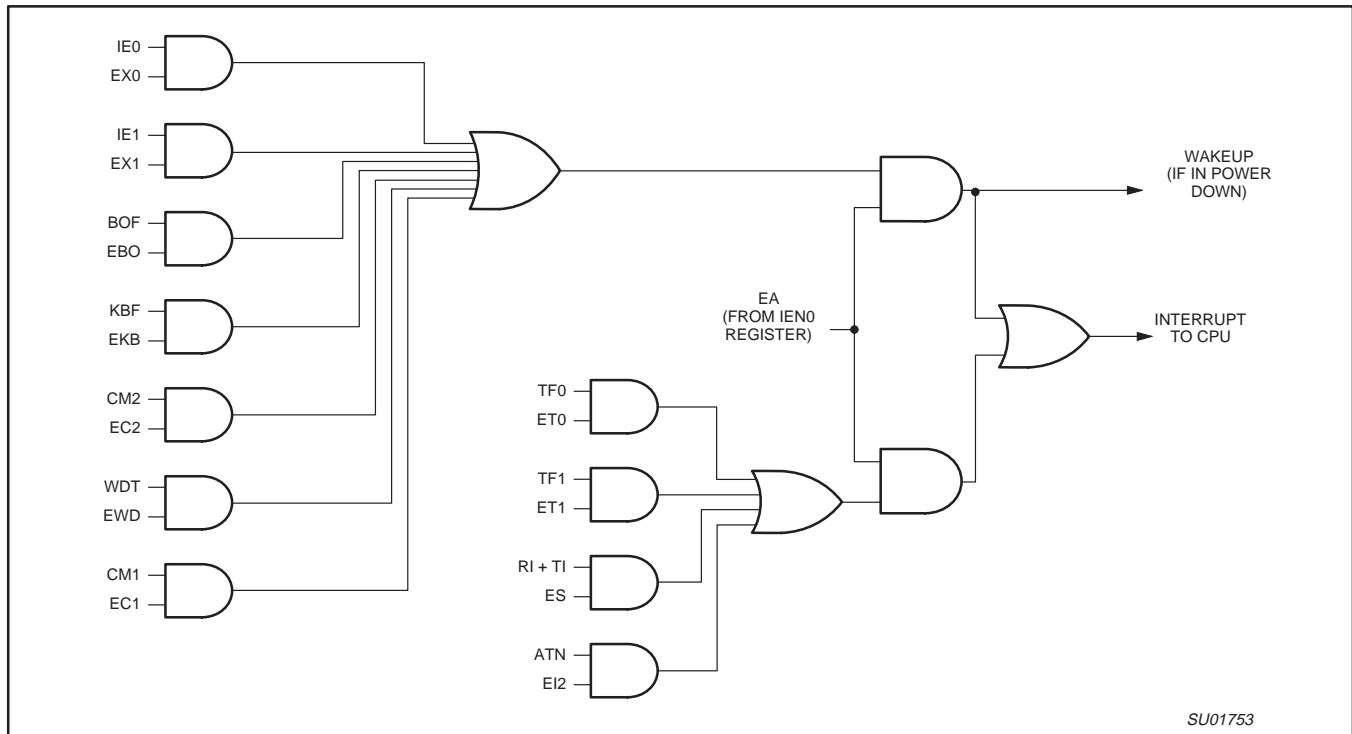 IE0
EX0
IE1
EX1
BOF
EBO
KBF
EKB
CM2
EC2
WDT
EWD
CM1
EC1
WAKEUP
(IF IN POWER
DOWN)
EA
(FROM IEN0
REGISTER)
INTERRUPT
TO CPU
TF0
ET0
TF1
ET1
RI + TI
ES
ATN
EI2
SU01753